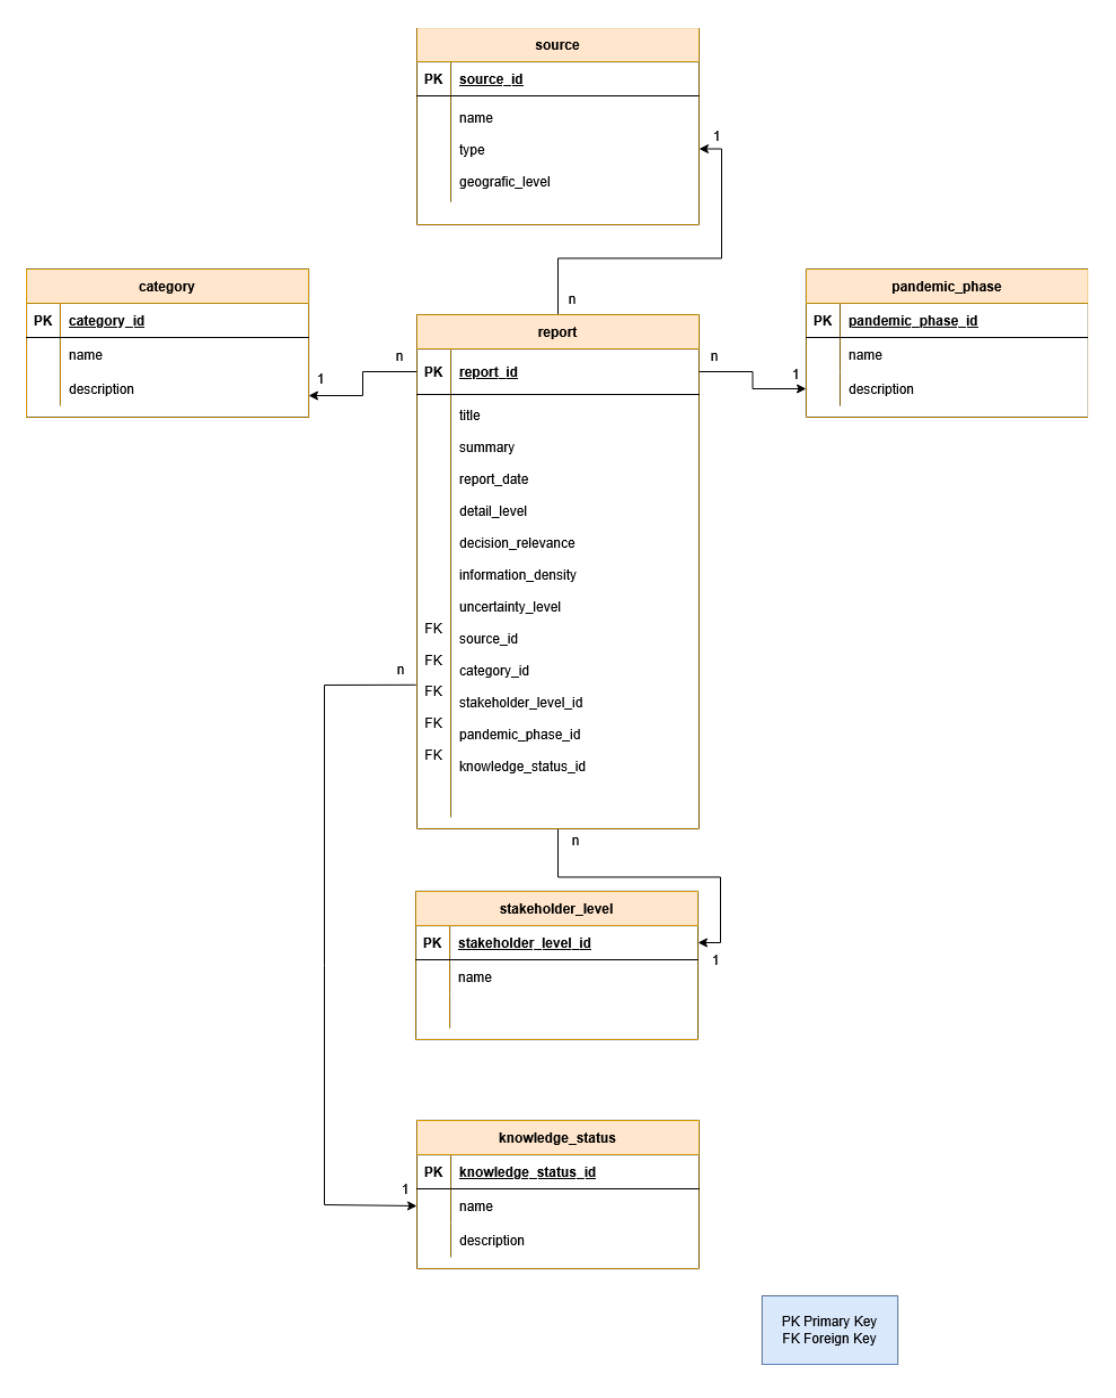 source
PK source_id
name
1
type
geografic_level
n
category
PK category_id
name
description
1
n
pandemic_phase
PK pandemic_phase_id
name
description
n
1
report
PK report_id
title
summary
report_date
detail_level
decision_relevance
information_density
uncertainty_level
FK source_id
FK category_id
FK stakeholder_level_id
FK pandemic_phase_id
FK knowledge_status_id
n
n
stakeholder_level
PK stakeholder_level_id
1
name
knowledge_status
PK knowledge_status_id
1
name
description
PK Primary Key
FK Foreign Key